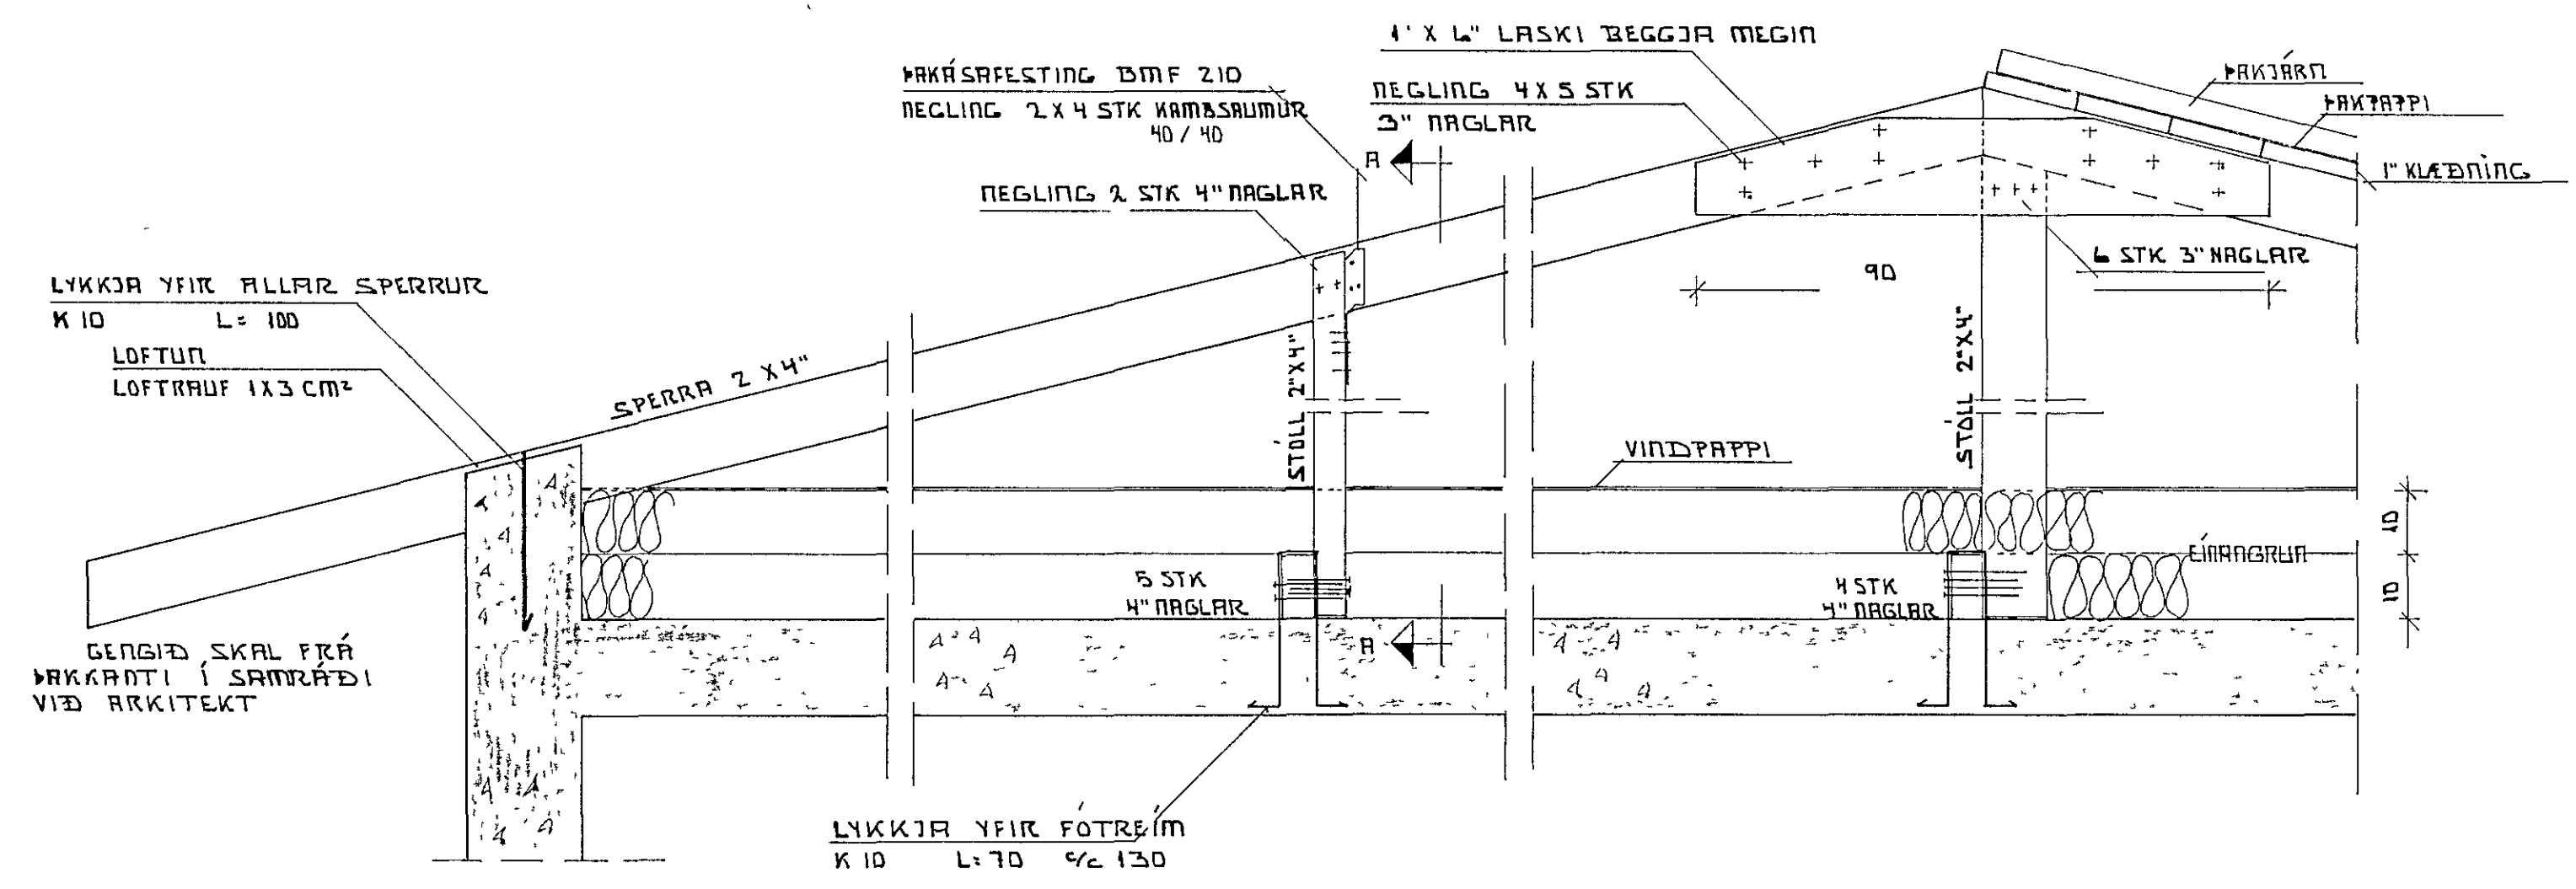 1" X 6" LASKI BEGGJA MEGIN
ÞAKÁSAFESTING BMF 210
NEGLING 2 X 4 STK KAMBSAUMUR
40 / 40
NEGLING 4 X 5 STK
3" NAGLAR
ÞAKJÁRN
ÞAKPAPPI
1" KLÆÐNING
A
NEGLING 2 STK 4" NAGLAR
6 STK 3" NAGLAR
90
LYKKJA YFIR ALLAR SPERRUR
K 10 L= 100
LOFTUN
LOFTRAUF 1X3 CM²
SPERRA 2 X 4"
STÓLL 2"X4"
STÓLL 2"X4"
VINDPAPPI
10
EINANGRUN
10
5 STK
4" NAGLAR
4 STK
4" NAGLAR
A
GENGIÐ SKAL FRÁ
ÞAKKANTI Í SAMRÁÐI
VIÐ ARKITEKT
LYKKJA YFIR FÓTREIM
K 10 L= 70 c/c 130